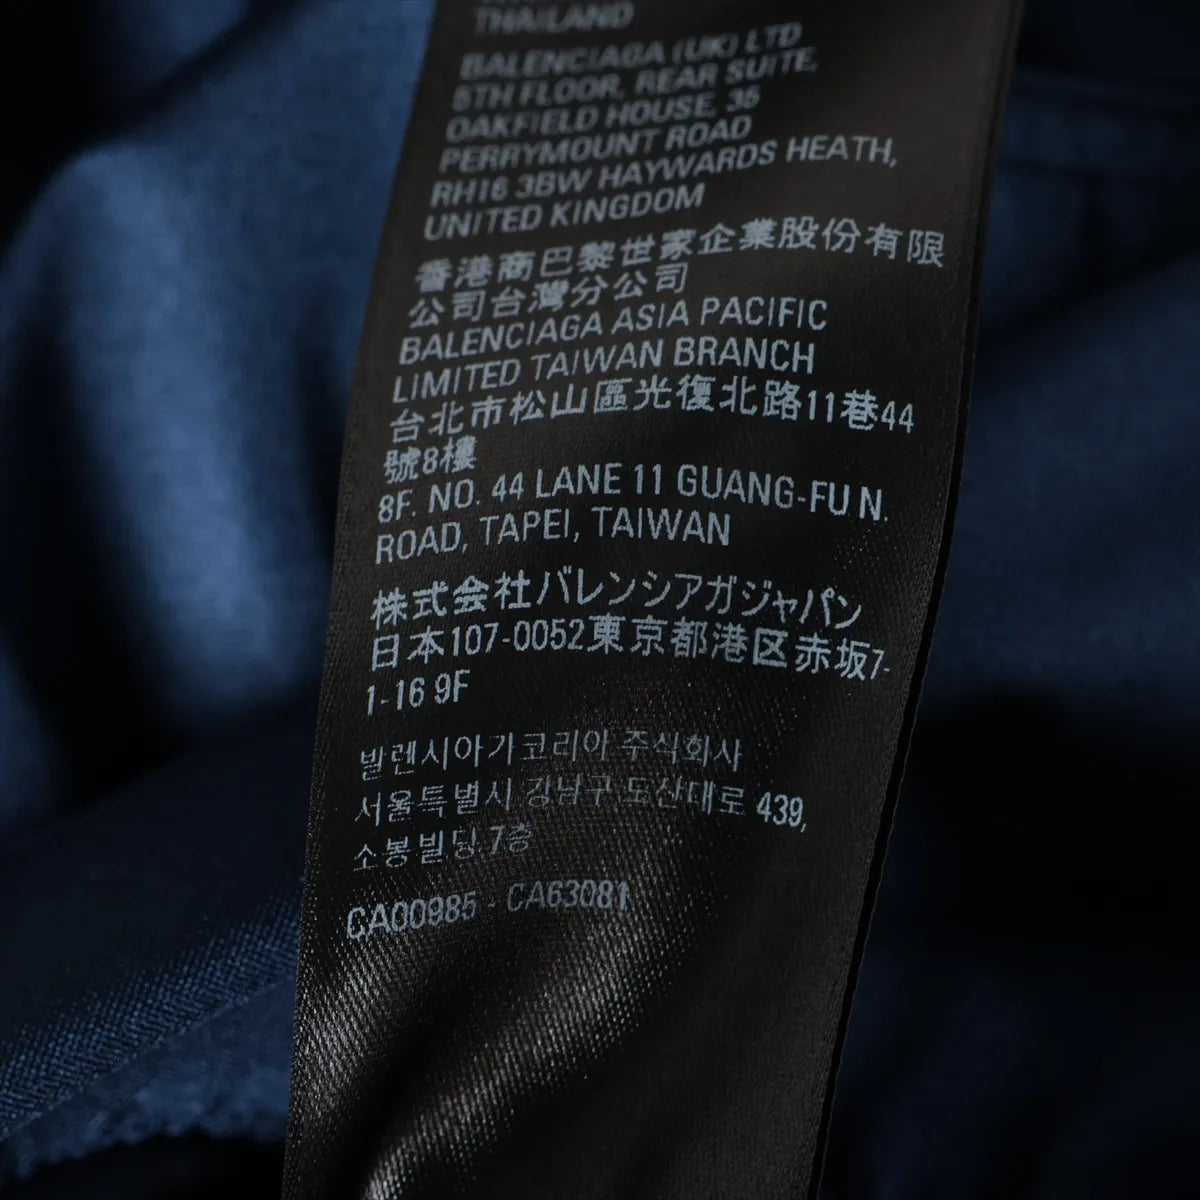 THAILAND
BALENCIAGA (UK) LTD
5TH FLOOR, REAR SUITE,
OAKFIELD HOUSE, 35
PERRYMOUNT ROAD
RH16 3BW HAYWARDS HEATH,
UNITED KINGDOM
香港商巴黎世家企業股份有限
公司台灣分公司
BALENCIAGA ASIA PACIFIC
LIMITED TAIWAN BRANCH
台北市松山區光復北路11巷44
號8樓
8F. NO. 44 LANE 11 GUANG-FU N.
ROAD, TAPEI, TAIWAN
株式会社バレンシアガジャパン
日本107-0052東京都港区赤坂7-
1-16 9F
발렌시아가코리아 주식회사
서울특별시 강남구 도산대로 439,
소봉빌딩 7층
CA00985 - CA63081